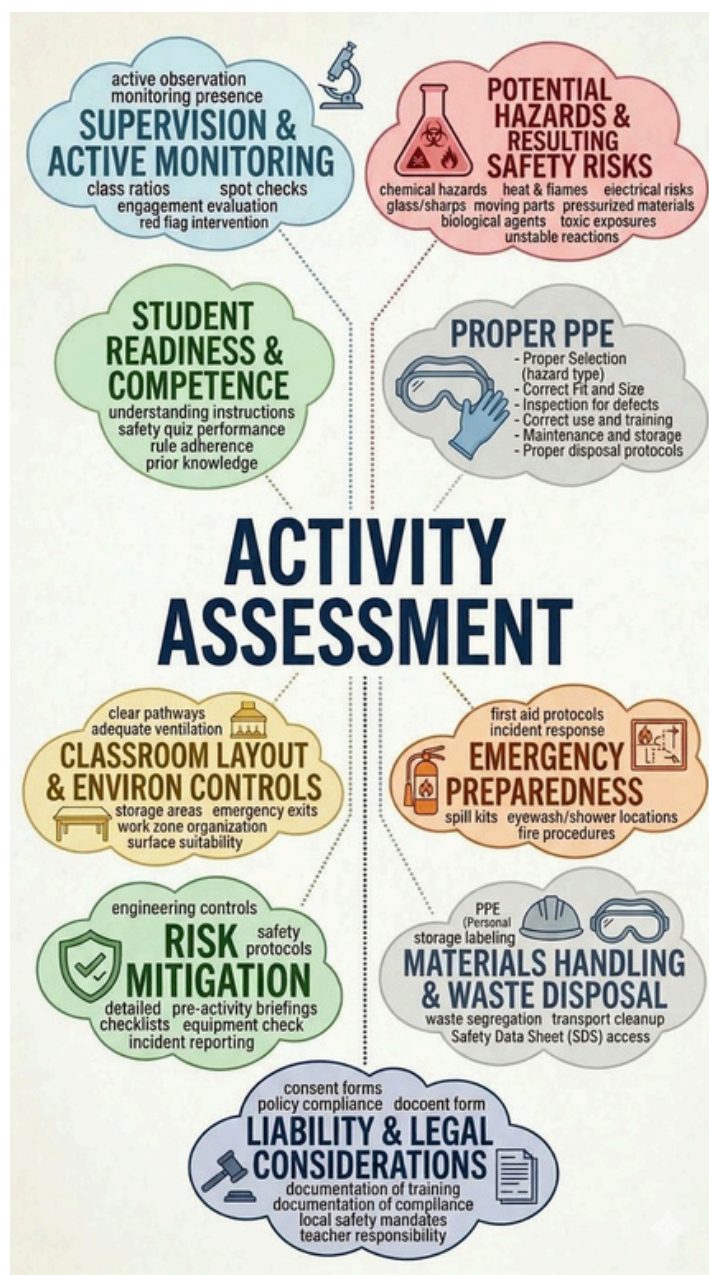 active observation
monitoring presence
SUPERVISION &
ACTIVE MONITORING
class ratios spot checks
engagement evaluation
red flag intervention
POTENTIAL
HAZARDS &
RESULTING
SAFETY RISKS
chemical hazards heat & flames electrical risks
glass/sharps moving parts pressurized materials
biological agents toxic exposures
unstable reactions
STUDENT
READINESS &
COMPETENCE
understanding instructions
safety quiz performance
rule adherence
prior knowledge
PROPER PPE
- Proper Selection
(hazard type)
- Correct Fit and Size
- Inspection for defects
- Correct use and training
- Maintenance and storage
- Proper disposal protocols
ACTIVITY
ASSESSMENT
clear pathways
adequate ventilation
CLASSROOM LAYOUT
& ENVIRON CONTROLS
storage areas emergency exits
work zone organization
surface suitability
first aid protocols
incident response
EMERGENCY
PREPAREDNESS
spill kits eyewash/shower locations
fire procedures
engineering controls
RISK safety
protocols
MITIGATION
detailed pre-activity briefings
checklists equipment check
incident reporting
PPE
(Personal
storage labeling
MATERIALS HANDLING
& WASTE DISPOSAL
waste segregation transport cleanup
Safety Data Sheet (SDS) access
consent forms
policy compliance docoent form
LIABILITY & LEGAL
CONSIDERATIONS
documentation of training
documentation of compliance
local safety mandates
teacher responsibility